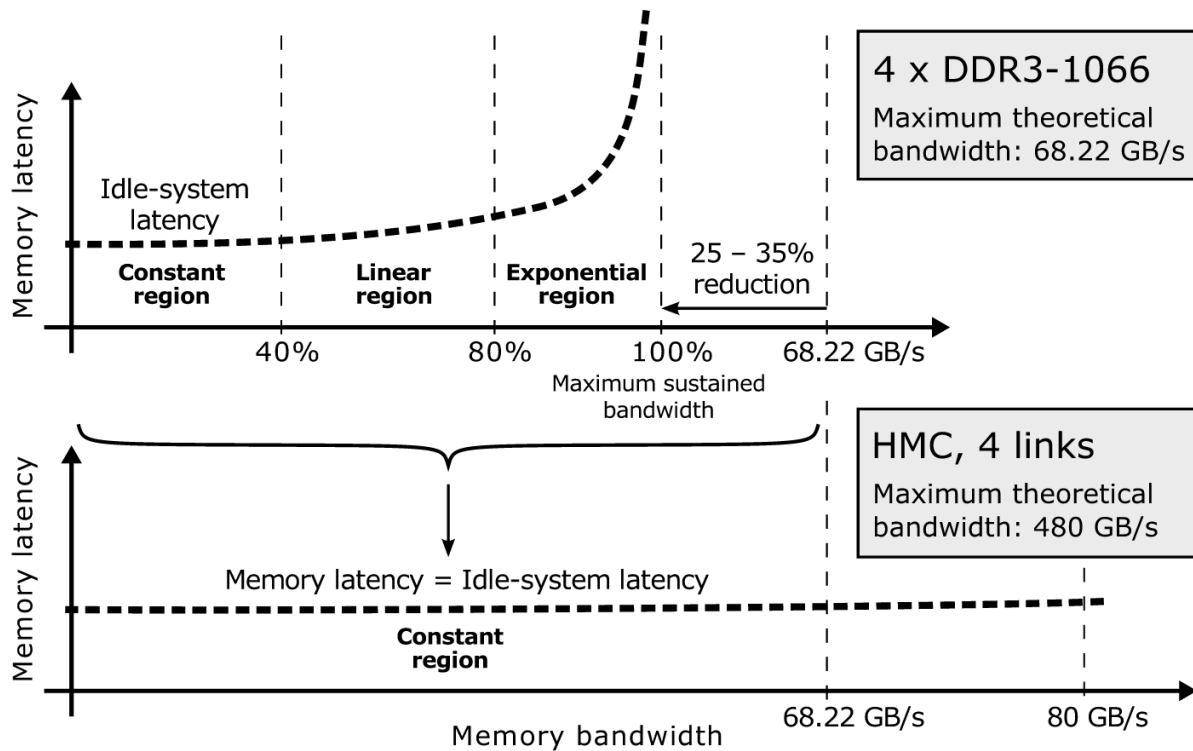 4 x DDR3-1066
Maximum theoretical
bandwidth: 68.22 GB/s
Memory latency
Idle-system
latency
Constant
region
Linear
region
Exponential
region
25 – 35%
reduction
40%
80%
100%
68.22 GB/s
Maximum sustained
bandwidth
HMC, 4 links
Maximum theoretical
bandwidth: 480 GB/s
Memory latency
Memory latency = Idle-system latency
Constant
region
68.22 GB/s
80 GB/s
Memory bandwidth